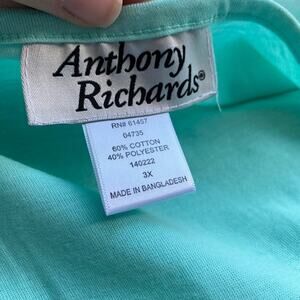 Anthony
Richards®
RN# 61457
04735
60% COTTON
40% POLYESTER
140222
3X
MADE IN BANGLADESH